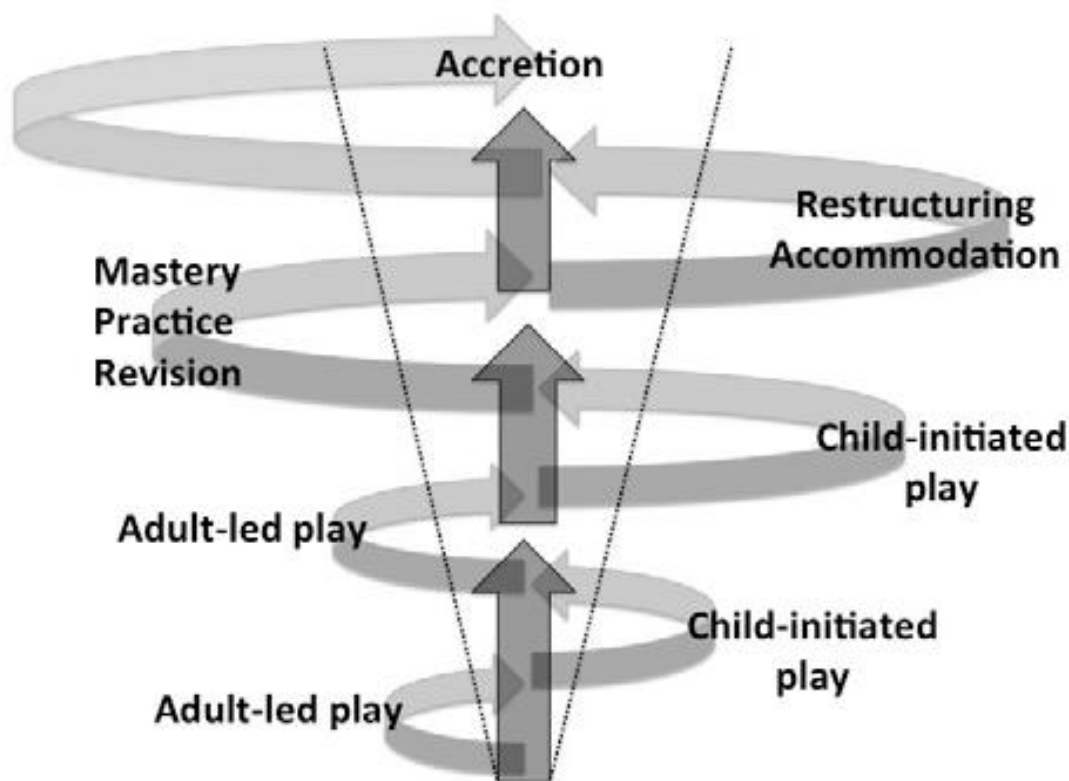 Accretion
Restructuring
Accommodation
Mastery
Practice
Revision
Child-initiated
play
Adult-led play
Child-initiated
play
Adult-led play